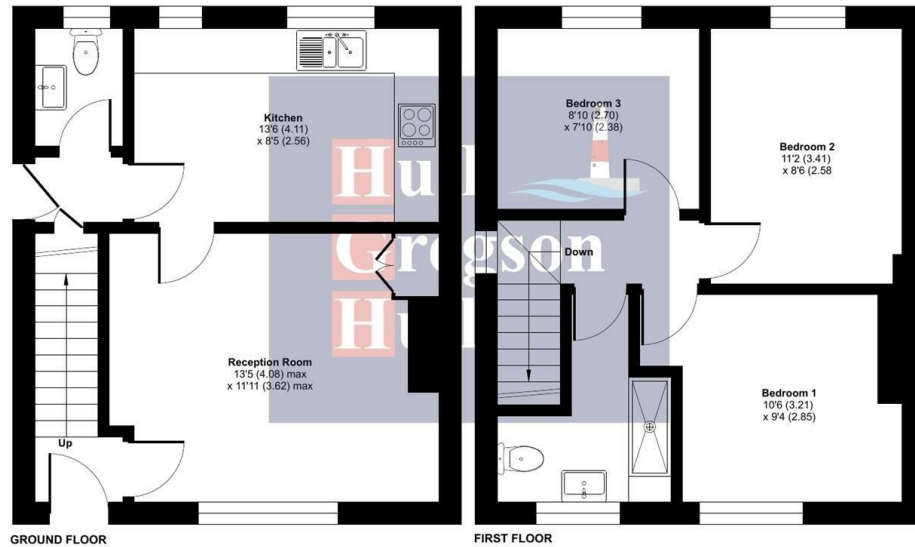 Kitchen
13'6 (4.11)
x 8'5 (2.56)
Reception Room
13'5 (4.08) max
x 11'11 (3.62) max
Up
GROUND FLOOR
Bedroom 3
8'10 (2.70)
x 7'10 (2.38)
Bedroom 2
11'2 (3.41)
x 8'6 (2.58
Down
Bedroom 1
10'6 (3.21)
x 9'4 (2.85)
FIRST FLOOR
Gregson